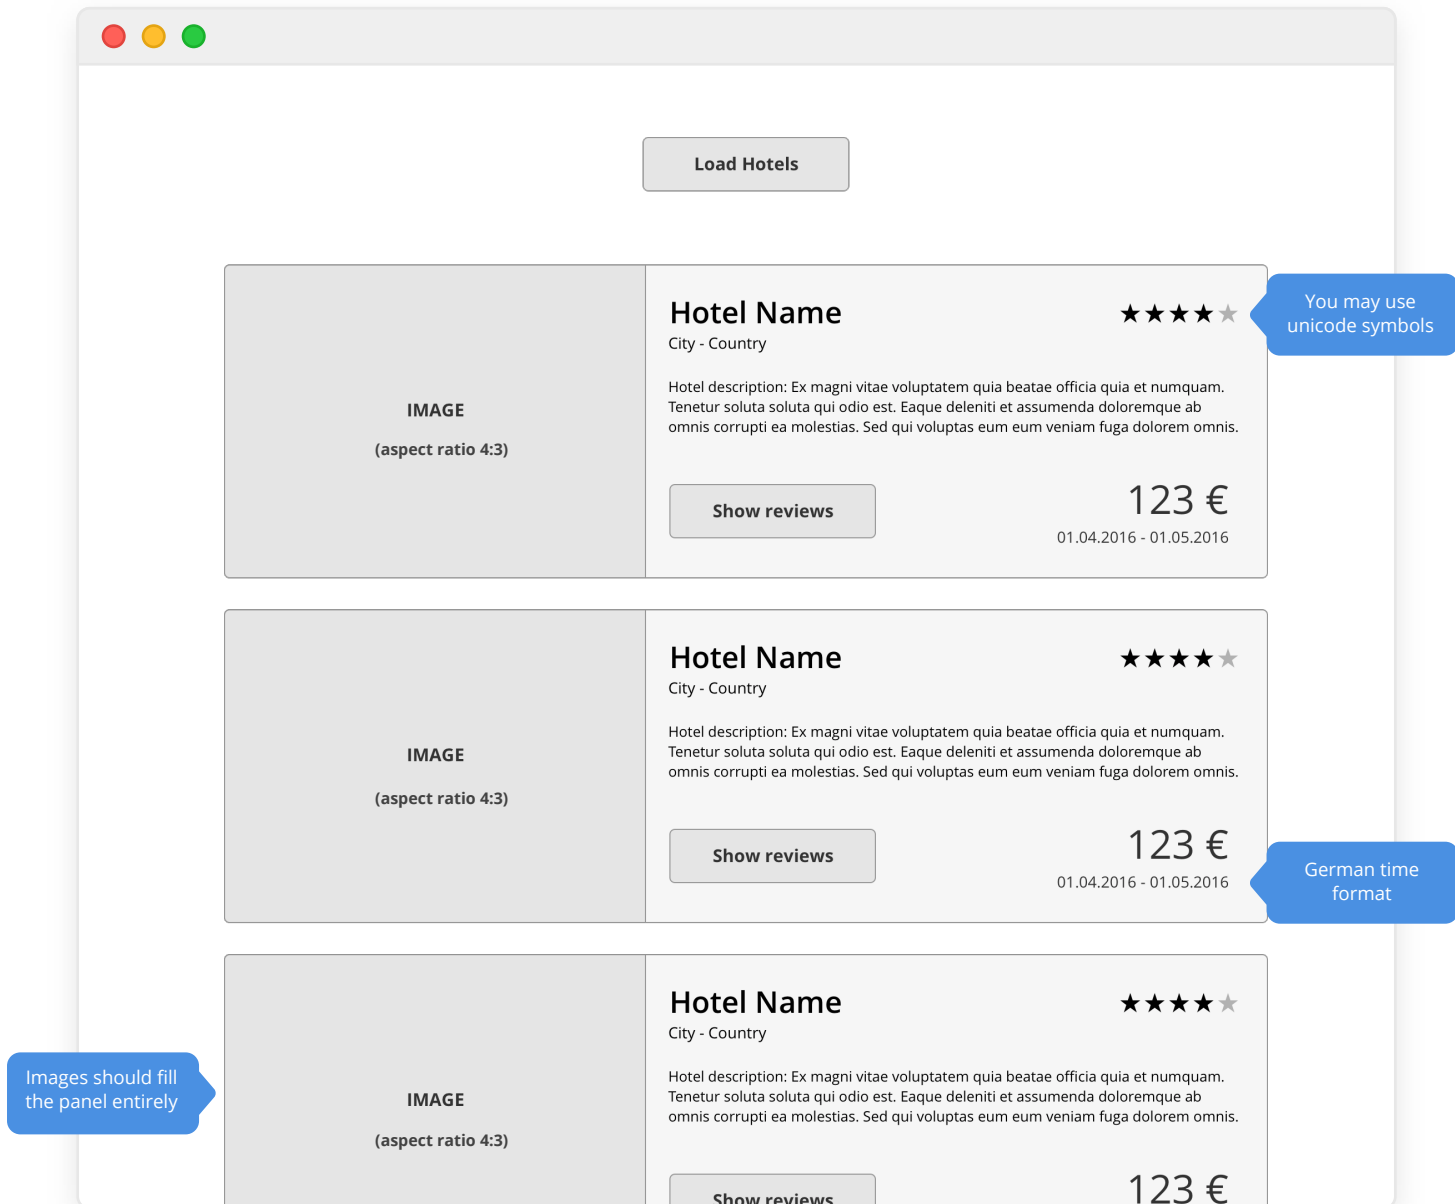 Load Hotels
Hotel Name
★★★★★
You may use
unicode symbols
City - Country
Hotel description: Ex magni vitae voluptatem quia beatae officia quia et numquam.
Tenetur soluta soluta qui odio est. Eaque deleniti et assumenda doloremque ab
omnis corrupti ea molestias. Sed qui voluptas eum eum veniam fuga dolorem omnis.
IMAGE
(aspect ratio 4:3)
Show reviews
123 €
01.04.2016 - 01.05.2016
Hotel Name
★★★★★
City - Country
Hotel description: Ex magni vitae voluptatem quia beatae officia quia et numquam.
Tenetur soluta soluta qui odio est. Eaque deleniti et assumenda doloremque ab
omnis corrupti ea molestias. Sed qui voluptas eum eum veniam fuga dolorem omnis.
IMAGE
(aspect ratio 4:3)
Show reviews
123 €
01.04.2016 - 01.05.2016
German time
format
Hotel Name
★★★★★
City - Country
Hotel description: Ex magni vitae voluptatem quia beatae officia quia et numquam.
Tenetur soluta soluta qui odio est. Eaque deleniti et assumenda doloremque ab
omnis corrupti ea molestias. Sed qui voluptas eum eum veniam fuga dolorem omnis.
Images should fill
the panel entirely
IMAGE
(aspect ratio 4:3)
Show reviews
123 €